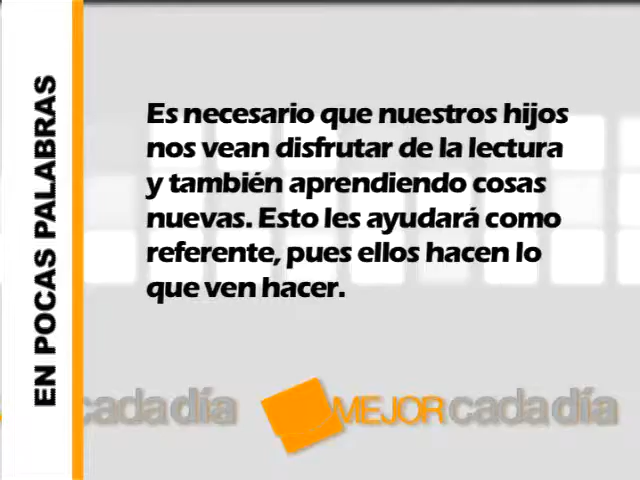 EN POCAS PALABRAS
Es necesario que nuestros hijos
nos vean disfrutar de la lectura
y también aprendiendo cosas
nuevas. Esto les ayudará como
referente, pues ellos hacen lo
que ven hacer.
cada día
MEJOR cada día